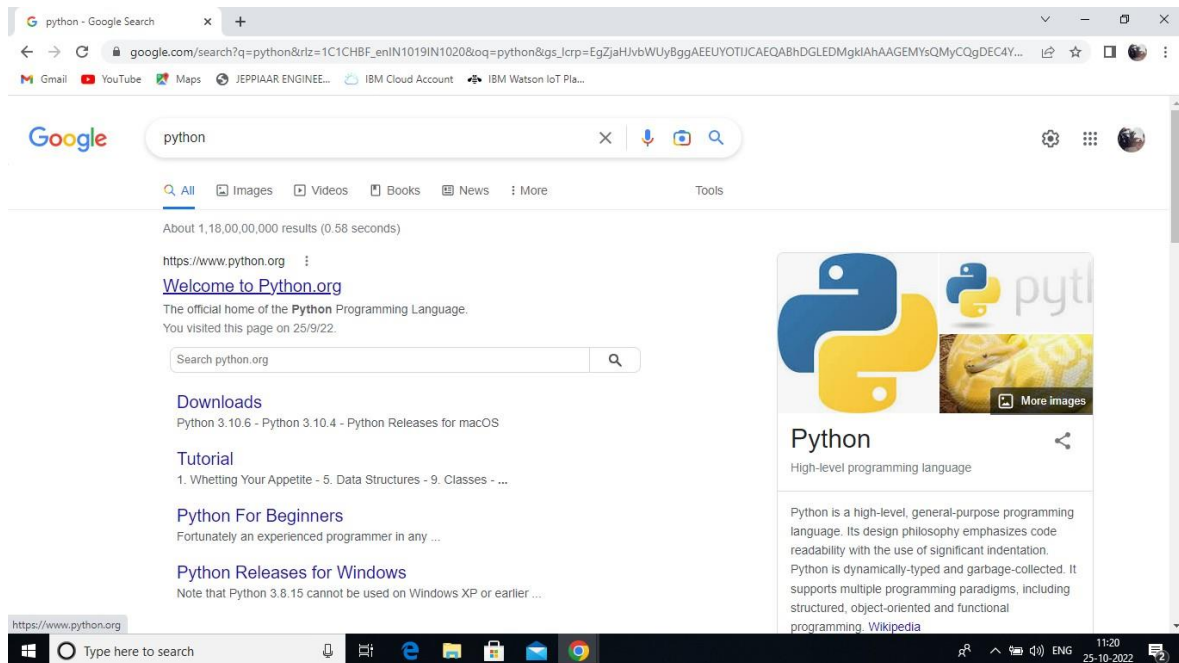 python - Google Search
google.com/search?q=python&rlz=1C1CHBF_enIN1019IN1020&oq=python&gs_lcrp=EgZjaHJvbWUyBggAEEUYOTIJCAEQABhDGLEDMgkIAhAAGEMYsQMyCQgDEC4Y...
Gmail YouTube Maps JEPPIAAR ENGINEE... IBM Cloud Account IBM Watson IoT Pla...
Google
python
All Images Videos Books News More Tools
About 1,18,00,00,000 results (0.58 seconds)
https://www.python.org
Welcome to Python.org
The official home of the Python Programming Language.
You visited this page on 25/9/22.
Search python.org
Downloads
Python 3.10.6 - Python 3.10.4 - Python Releases for macOS
Tutorial
1. Whetting Your Appetite - 5. Data Structures - 9. Classes - ...
Python For Beginners
Fortunately an experienced programmer in any ...
Python Releases for Windows
Note that Python 3.8.15 cannot be used on Windows XP or earlier ...
pytl
More images
Python
High-level programming language
Python is a high-level, general-purpose programming
language. Its design philosophy emphasizes code
readability with the use of significant indentation.
Python is dynamically-typed and garbage-collected. It
supports multiple programming paradigms, including
structured, object-oriented and functional
programming. Wikipedia
https://www.python.org
Type here to search
ENG
11:20
25-10-2022
2